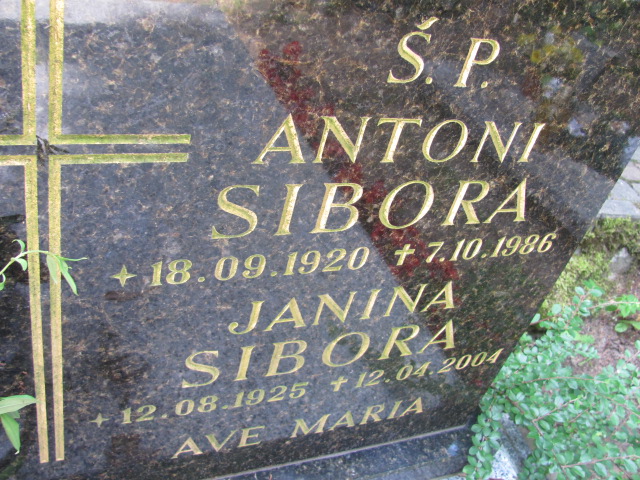 Ś. P.
ANTONI
SIBORA
+ 18.09.1920 ✝ 7.10.1986
JANINA
SIBORA
+ 12.08.1925 ✝ 12.04.2004
AVE MARIA